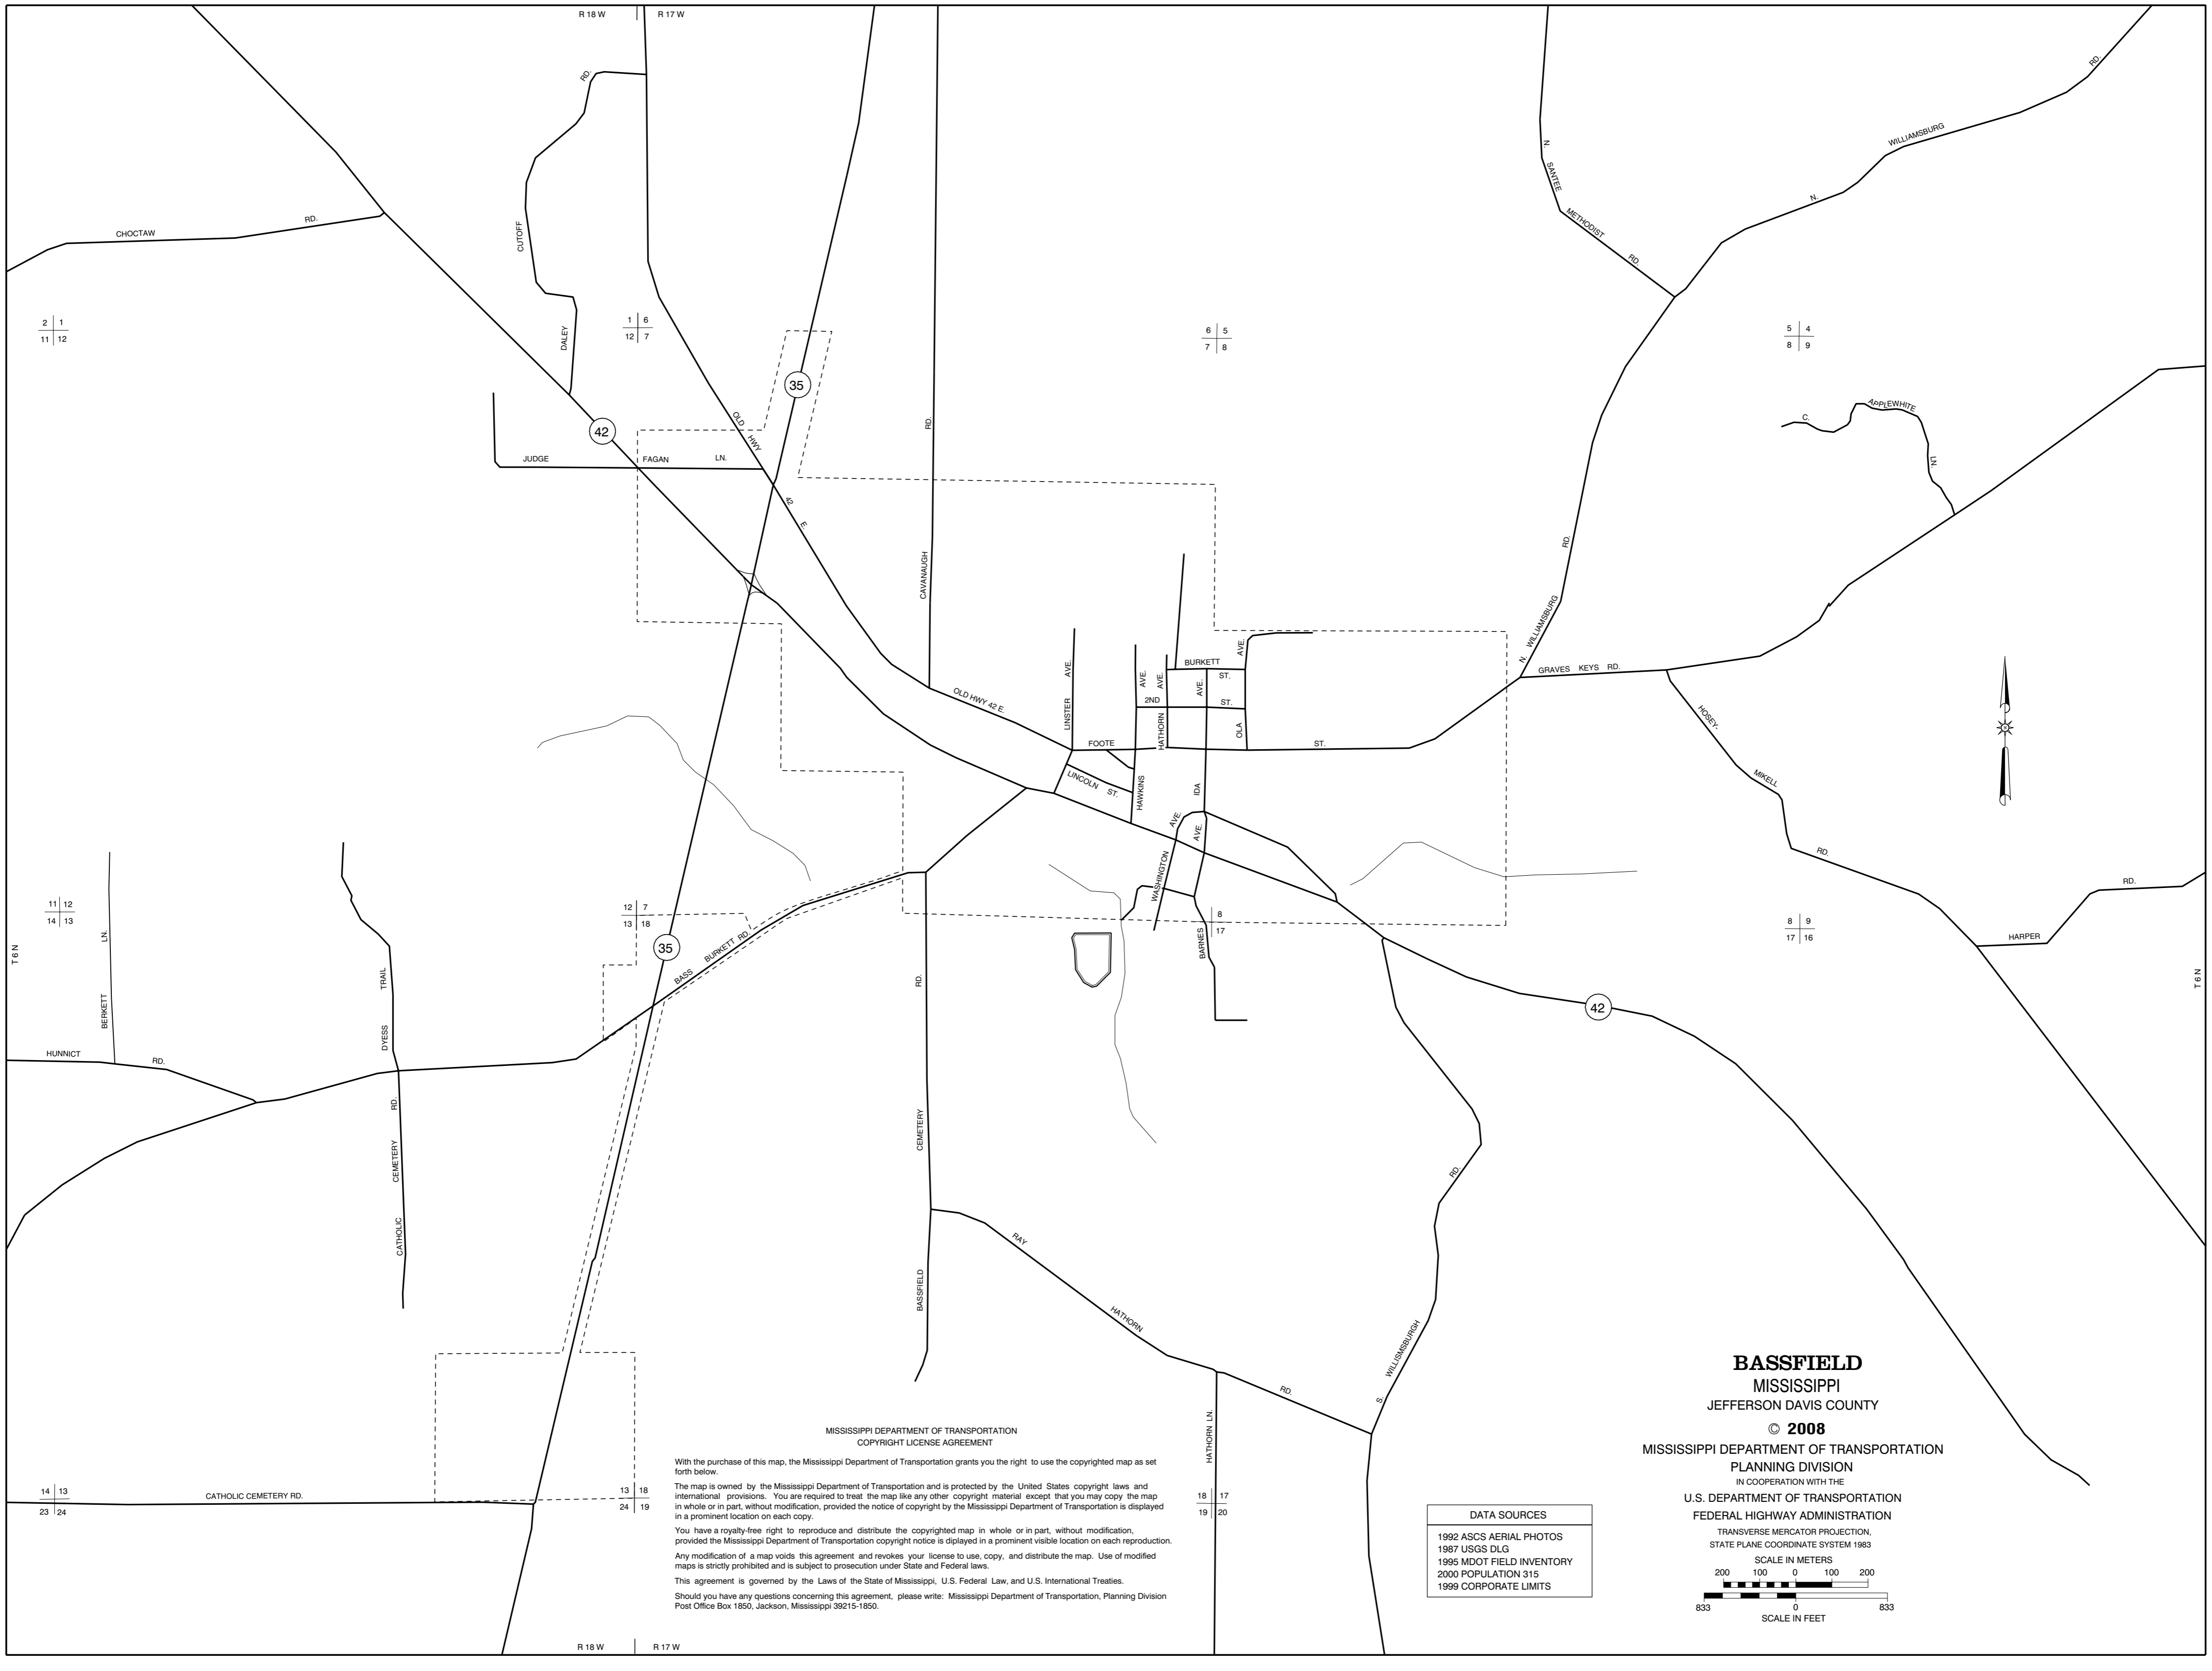 R 18 W
R 17 W
RD.
CUTOFF
DALEY
CHOCTAW RD.
N. SANTEE METHODIST RD.
N. WILLIAMSBURG RD.
2 1
11 12
1 6
12 7
6 5
7 8
5 4
8 9
35
42
OLD HWY 42 E.
JUDGE FAGAN LN.
CAVANAUGH RD.
C. APPLEWHITE LN.
N. WILLIAMSBURG RD.
GRAVES KEYS RD.
OLD HWY 42 E.
LINSTER AVE.
AVE.
AVE.
AVE.
AVE.
BURKETT ST.
2ND ST.
HATHORN
OLA
FOOTE ST.
LINCOLN ST.
HAWKINS
IDA
AVE.
AVE.
WASHINGTON
BARNES
HOSEY-
MIKELL
RD.
HARPER RD.
11 12
14 13
12 7
13 18
8
17
8 9
17 16
T 6 N
T 6 N
BERKETT LN.
DYESS TRAIL
35
BASS BURKETT RD.
42
HUNNICT RD.
CATHOLIC CEMETERY RD.
BASSFIELD CEMETERY RD.
RAY HATHORN RD.
S. WILLISMSBURGH RD.
HATHORN LN.
14 13
23 24
CATHOLIC CEMETERY RD.
13 18
24 19
18 17
19 20
MISSISSIPPI DEPARTMENT OF TRANSPORTATION
COPYRIGHT LICENSE AGREEMENT
With the purchase of this map, the Mississippi Department of Transportation grants you the right to use the copyrighted map as set
forth below.
The map is owned by the Mississippi Department of Transportation and is protected by the United States copyright laws and
international provisions. You are required to treat the map like any other copyright material except that you may copy the map
in whole or in part, without modification, provided the notice of copyright by the Mississippi Department of Transportation is displayed
in a prominent location on each copy.
You have a royalty-free right to reproduce and distribute the copyrighted map in whole or in part, without modification,
provided the Mississippi Department of Transportation copyright notice is diplayed in a prominent visible location on each reproduction.
Any modification of a map voids this agreement and revokes your license to use, copy, and distribute the map. Use of modified
maps is strictly prohibited and is subject to prosecution under State and Federal laws.
This agreement is governed by the Laws of the State of Mississippi, U.S. Federal Law, and U.S. International Treaties.
Should you have any questions concerning this agreement, please write: Mississippi Department of Transportation, Planning Division
Post Office Box 1850, Jackson, Mississippi 39215-1850.
R 18 W
R 17 W
DATA SOURCES
1992 ASCS AERIAL PHOTOS
1987 USGS DLG
1995 MDOT FIELD INVENTORY
2000 POPULATION 315
1999 CORPORATE LIMITS
BASSFIELD
MISSISSIPPI
JEFFERSON DAVIS COUNTY
© 2008
MISSISSIPPI DEPARTMENT OF TRANSPORTATION
PLANNING DIVISION
IN COOPERATION WITH THE
U.S. DEPARTMENT OF TRANSPORTATION
FEDERAL HIGHWAY ADMINISTRATION
TRANSVERSE MERCATOR PROJECTION,
STATE PLANE COORDINATE SYSTEM 1983
SCALE IN METERS
200 100 0 100 200
833 0 833
SCALE IN FEET